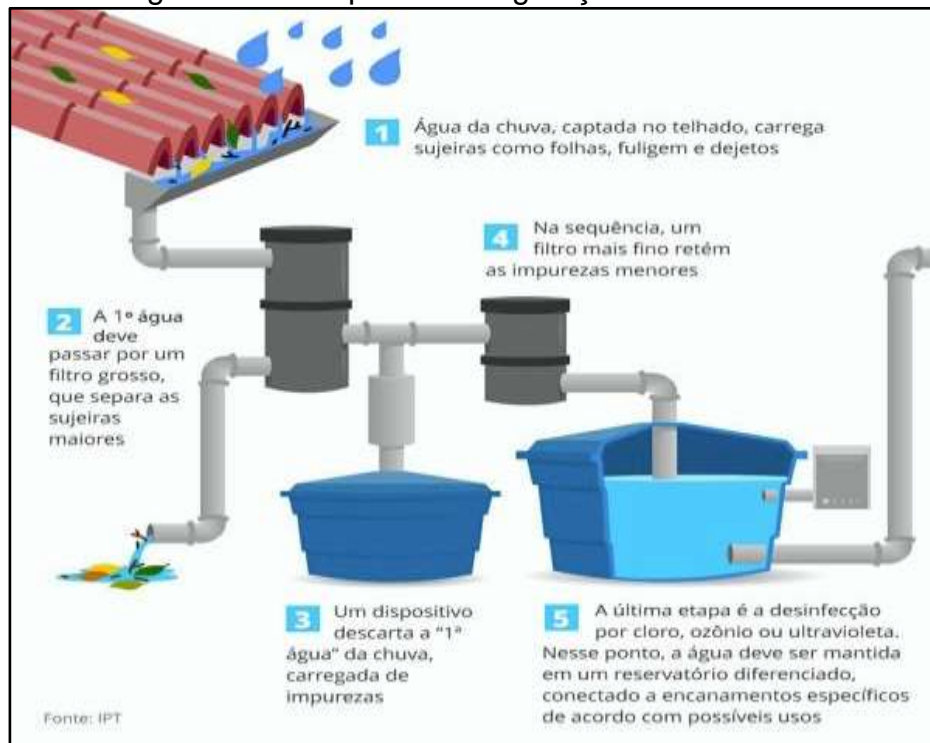 1 Água da chuva, captada no telhado, carrega
sujeiras como folhas, fuligem e dejetos
2 A 1ª água
deve
passar por um
filtro grosso,
que separa as
sujeiras
maiores
3 Um dispositivo
descarta a “1ª
água” da chuva,
carregada de
impurezas
4 Na sequência, um
filtro mais fino retém
as impurezas menores
5 A última etapa é a desinfecção
por cloro, ozônio ou ultravioleta.
Nesse ponto, a água deve ser mantida
em um reservatório diferenciado,
conectado a encanamentos específicos
de acordo com possíveis usos
Fonte: IPT